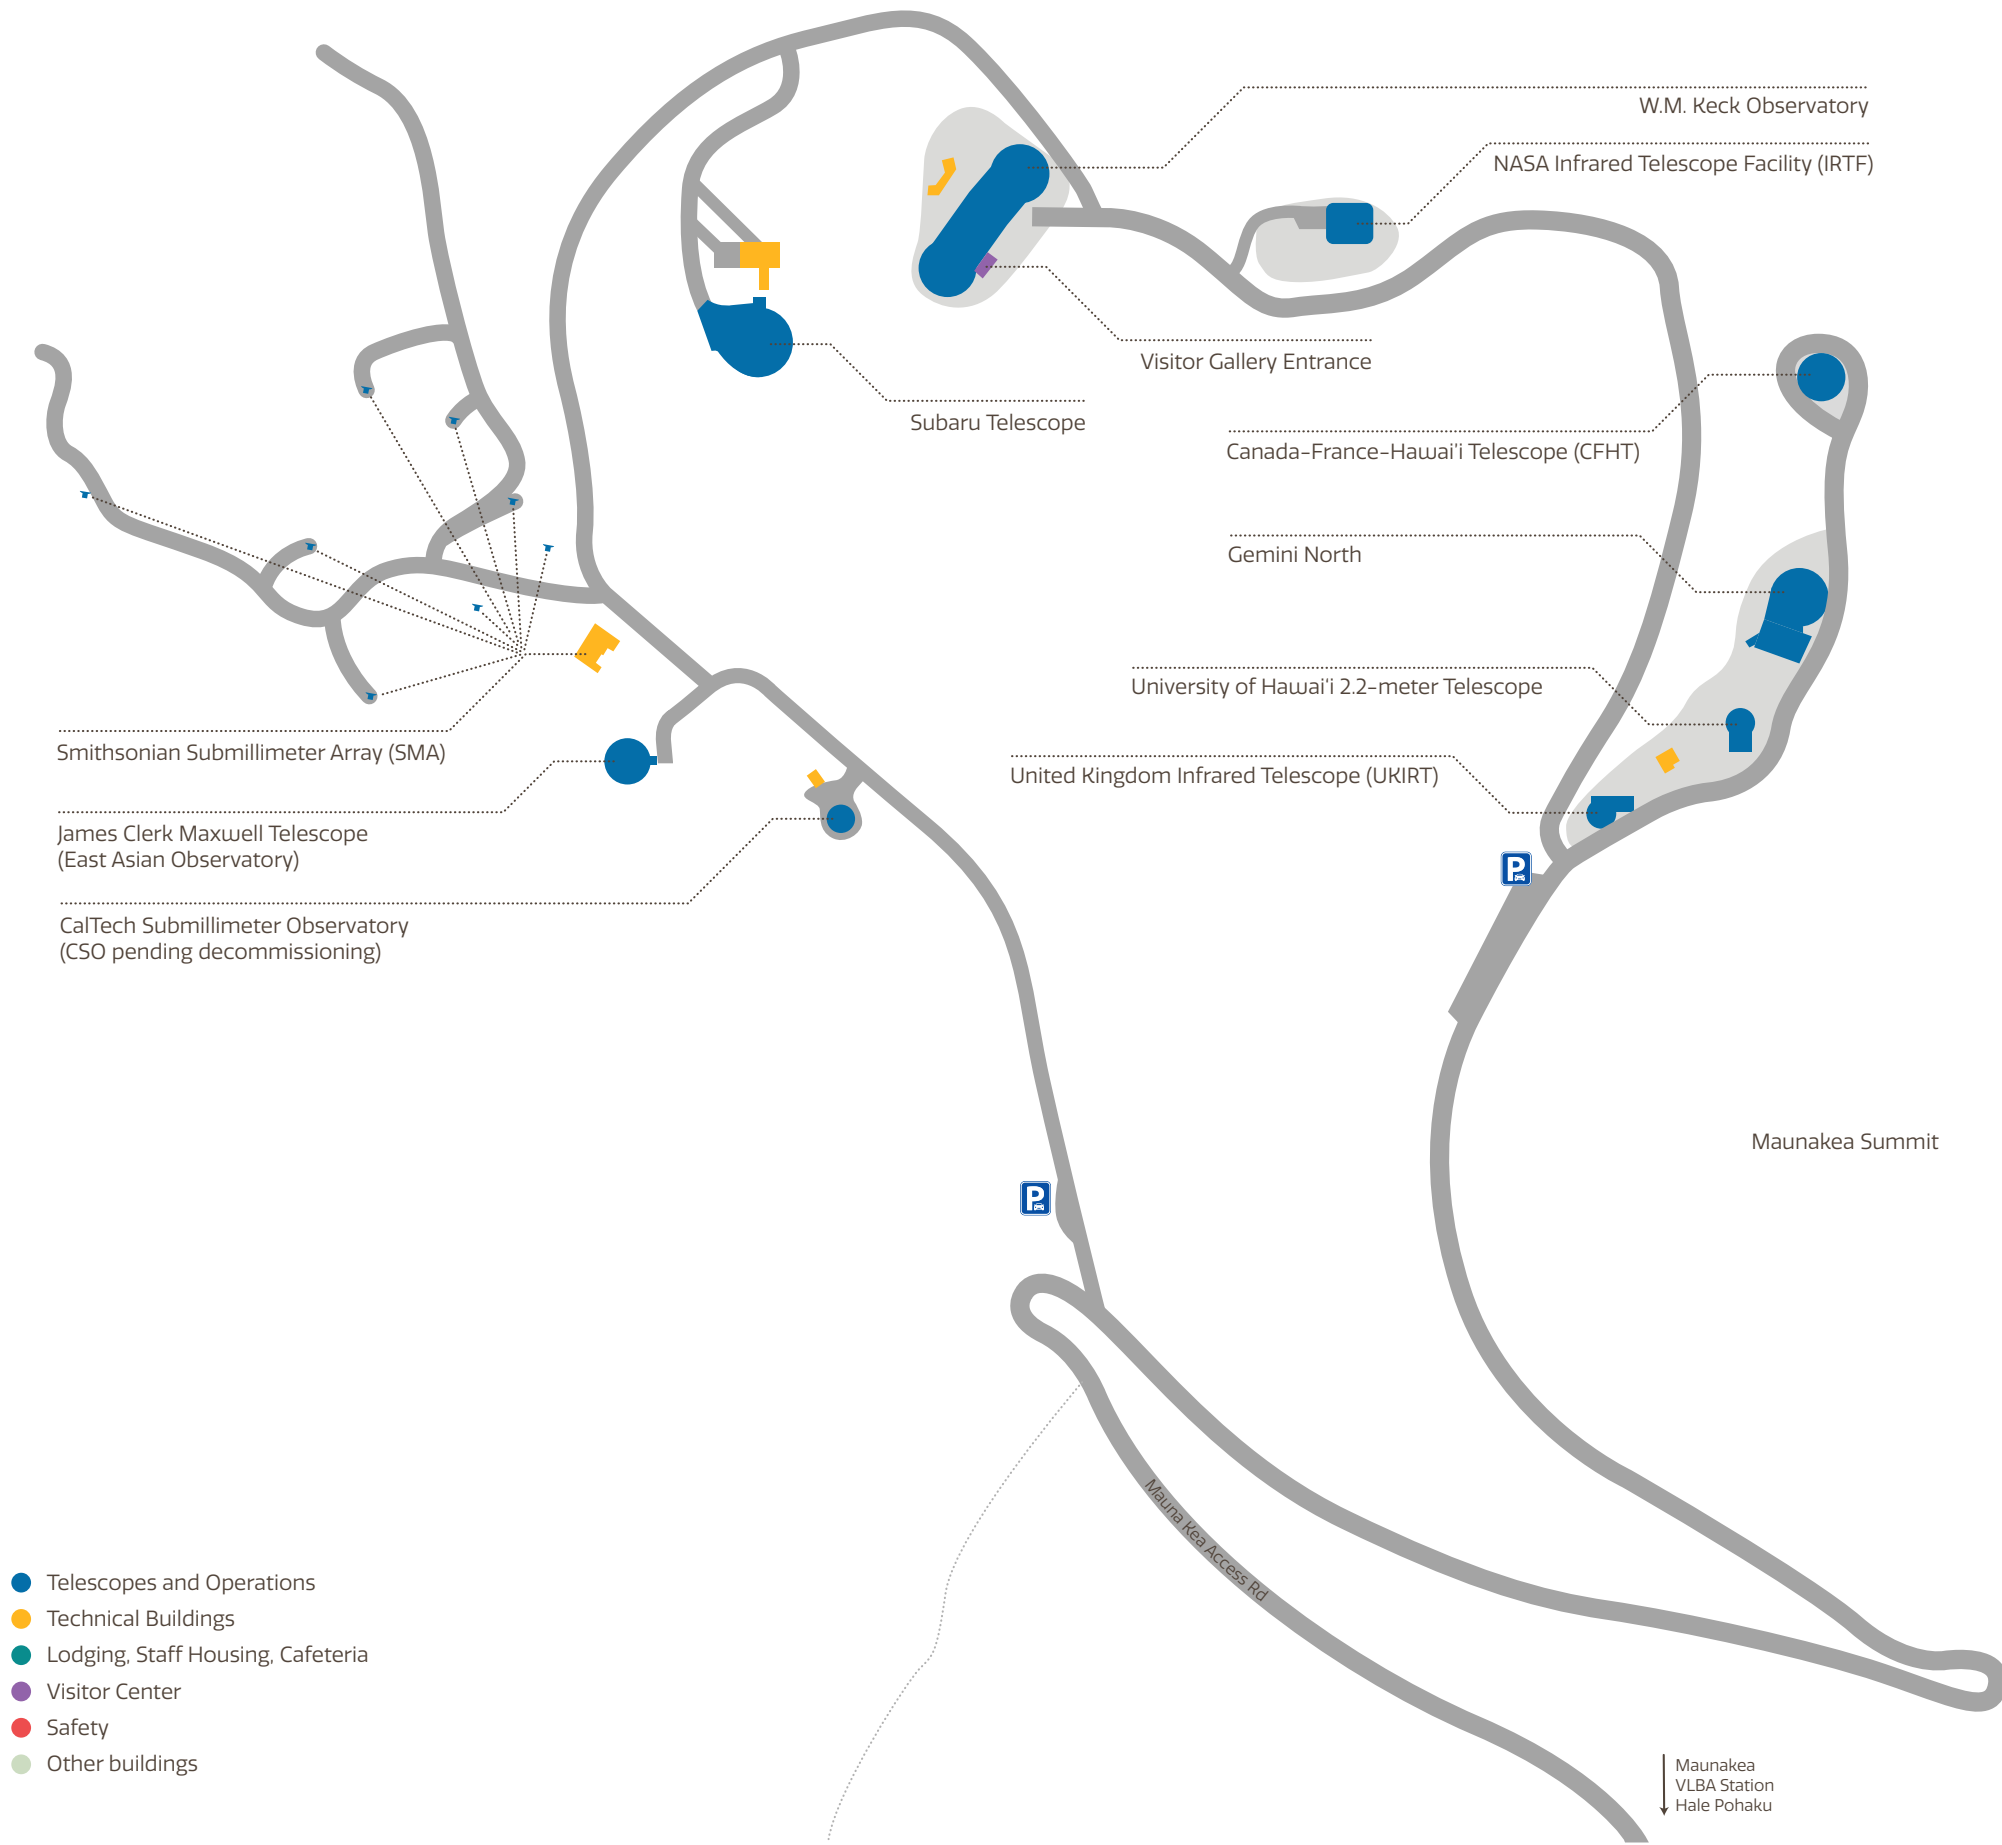 W.M. Keck Observatory
NASA Infrared Telescope Facility (IRTF)
Visitor Gallery Entrance
Subaru Telescope
Canada-France-Hawai'i Telescope (CFHT)
Gemini North
University of Hawai'i 2.2-meter Telescope
Smithsonian Submillimeter Array (SMA)
United Kingdom Infrared Telescope (UKIRT)
James Clerk Maxwell Telescope
(East Asian Observatory)
P
CalTech Submillimeter Observatory
(CSO pending decommissioning)
Maunakea Summit
P
Mauna Kea Access Rd
Telescopes and Operations
Technical Buildings
Lodging, Staff Housing, Cafeteria
Visitor Center
Safety
Other buildings
Maunakea
VLBA Station
Hale Pohaku